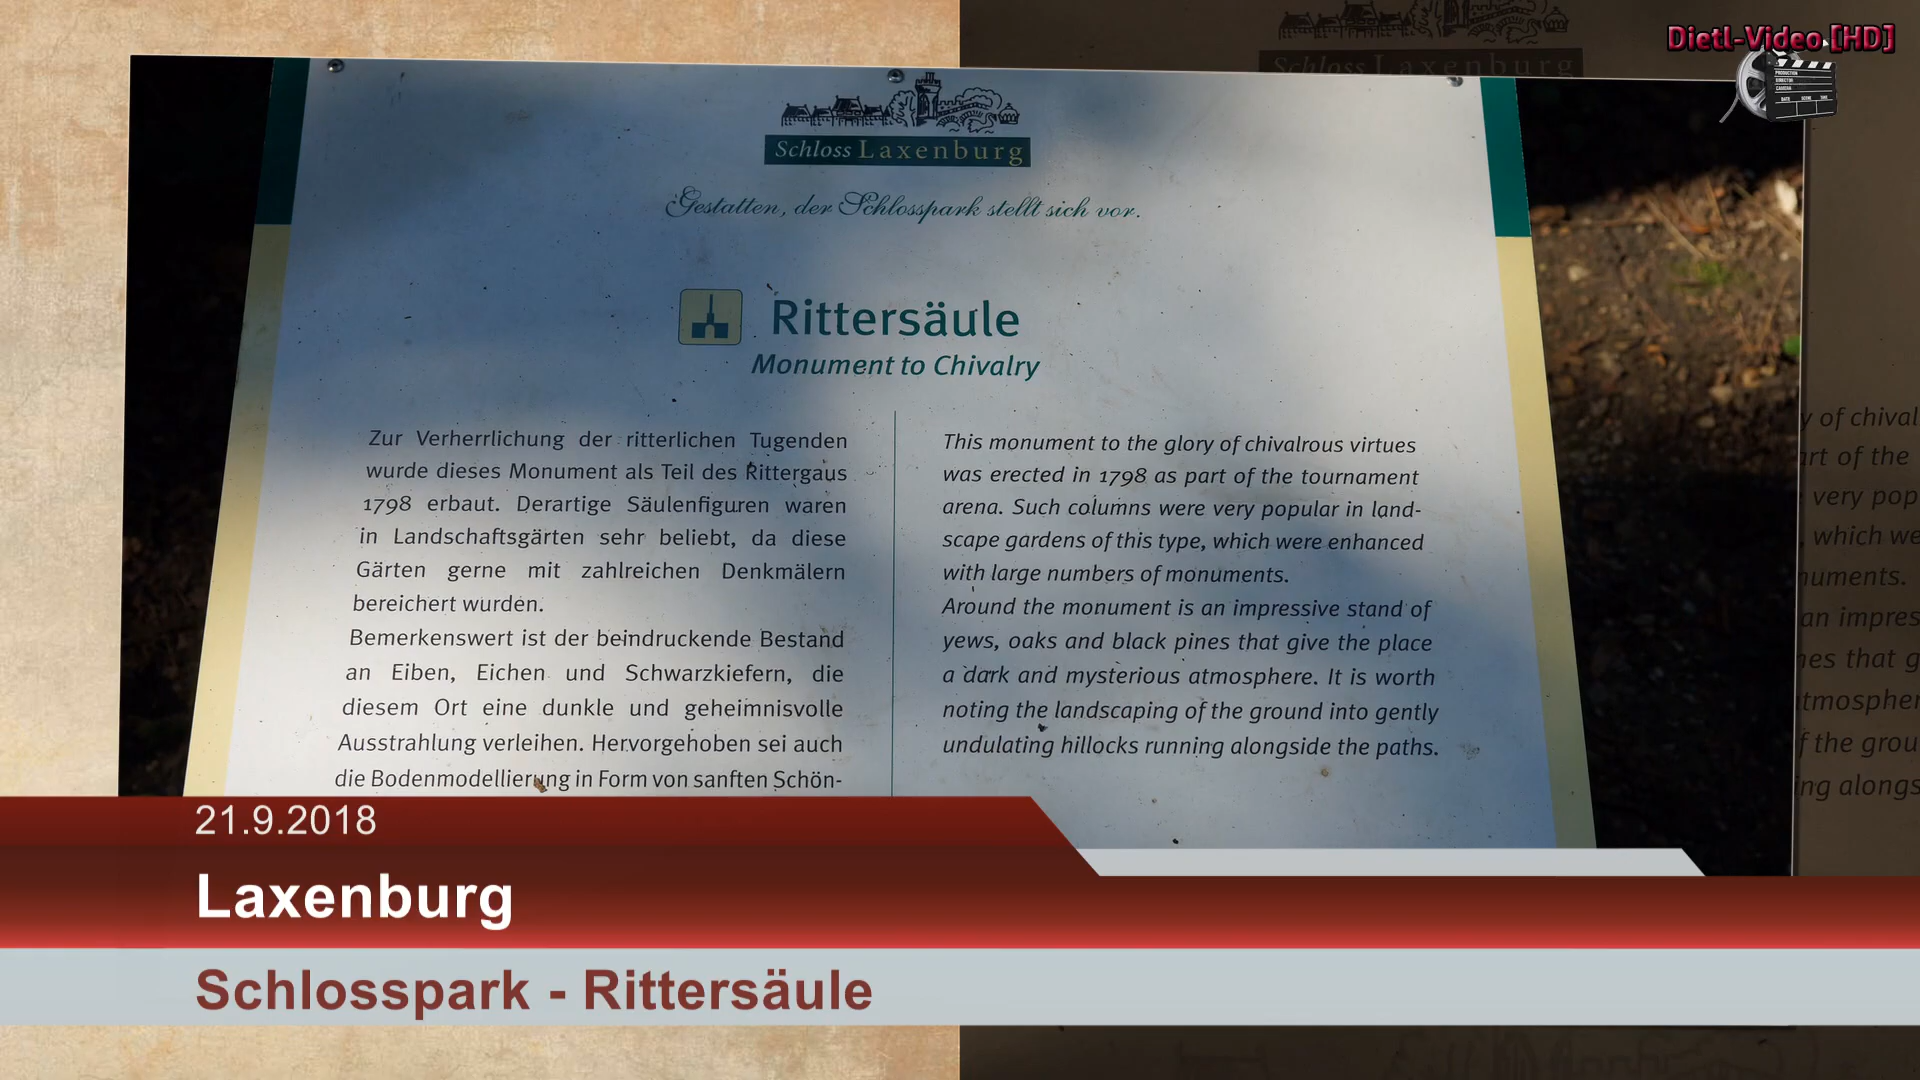 Dietl-Video [HD]
Schloss Laxenburg
Schloss Laxenburg
Gestatten, der Schlosspark stellt sich vor.
Rittersäule
Monument to Chivalry
Zur Verherrlichung der ritterlichen Tugenden
wurde dieses Monument als Teil des Rittergaus
1798 erbaut. Derartige Säulenfiguren waren
in Landschaftsgärten sehr beliebt, da diese
Gärten gerne mit zahlreichen Denkmälern
bereichert wurden.
Bemerkenswert ist der beindruckende Bestand
an Eiben, Eichen und Schwarzkiefern, die
diesem Ort eine dunkle und geheimnisvolle
Ausstrahlung verleihen. Hervorgehoben sei auch
die Bodenmodellierung in Form von sanften Schön-
This monument to the glory of chivalrous virtues
was erected in 1798 as part of the tournament
arena. Such columns were very popular in land-
scape gardens of this type, which were enhanced
with large numbers of monuments.
Around the monument is an impressive stand of
yews, oaks and black pines that give the place
a dark and mysterious atmosphere. It is worth
noting the landscaping of the ground into gently
undulating hillocks running alongside the paths.
21.9.2018
Laxenburg
Schlosspark - Rittersäule